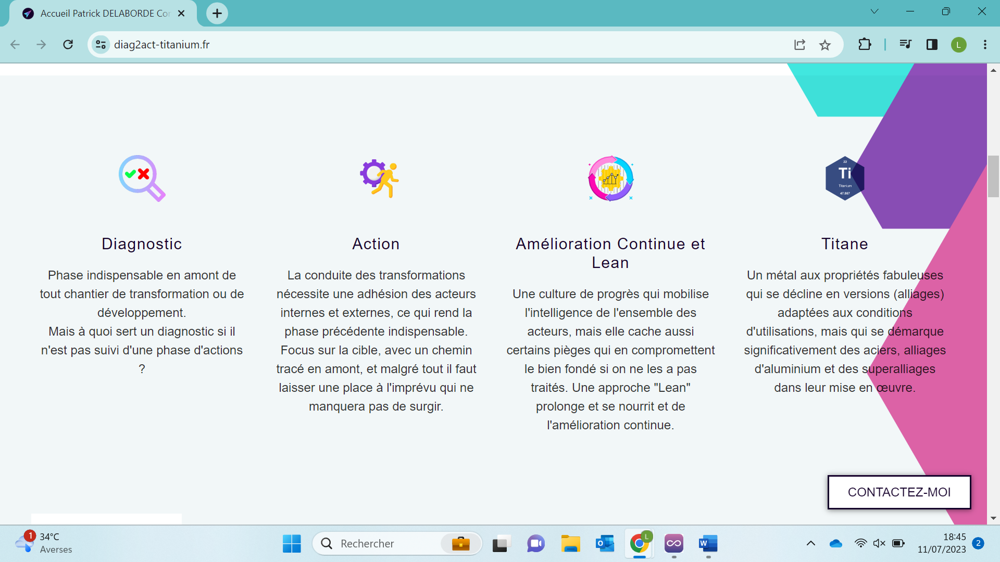 Accueil Patrick DELABORDE Cor
diag2act-titanium.fr
L
22
Ti
Titanium
47.867
Diagnostic
Phase indispensable en amont de
tout chantier de transformation ou de
développement.
Mais à quoi sert un diagnostic si il
n'est pas suivi d'une phase d'actions
?
Action
La conduite des transformations
nécessite une adhésion des acteurs
internes et externes, ce qui rend la
phase précédente indispensable.
Focus sur la cible, avec un chemin
tracé en amont, et malgré tout il faut
laisser une place à l'imprévu qui ne
manquera pas de surgir.
Amélioration Continue et
Lean
Une culture de progrès qui mobilise
l'intelligence de l'ensemble des
acteurs, mais elle cache aussi
certains pièges qui en compromettent
le bien fondé si on ne les a pas
traités. Une approche "Lean"
prolonge et se nourrit et de
l'amélioration continue.
Titane
Un métal aux propriétés fabuleuses
qui se décline en versions (alliages)
adaptées aux conditions
d'utilisations, mais qui se démarque
significativement des aciers, alliages
d'aluminium et des superalliages
dans leur mise en œuvre.
CONTACTEZ-MOI
1
34°C
Averses
Rechercher
O
L
W
18:45
11/07/2023
2